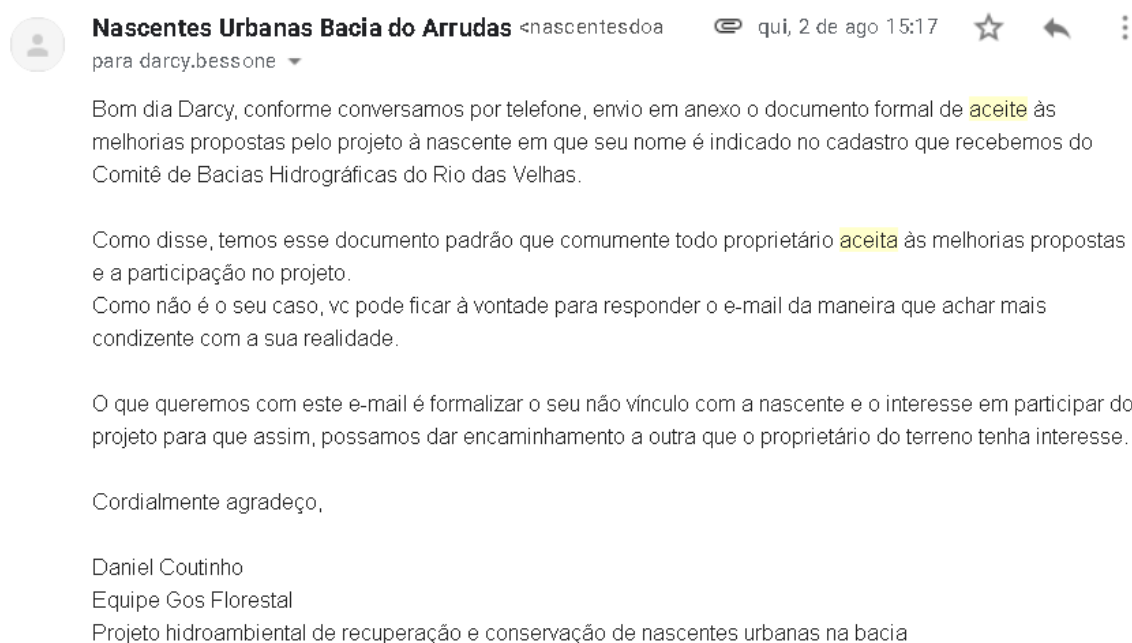 Nascentes Urbanas Bacia do Arrudas <nascentesdoa qui, 2 de ago 15:17
para darcy.bessone
Bom dia Darcy, conforme conversamos por telefone, envio em anexo o documento formal de aceite às
melhorias propostas pelo projeto à nascente em que seu nome é indicado no cadastro que recebemos do
Comitê de Bacias Hidrográficas do Rio das Velhas.
Como disse, temos esse documento padrão que comumente todo proprietário aceita às melhorias propostas
e a participação no projeto.
Como não é o seu caso, vc pode ficar à vontade para responder o e-mail da maneira que achar mais
condizente com a sua realidade.
O que queremos com este e-mail é formalizar o seu não vínculo com a nascente e o interesse em participar do
projeto para que assim, possamos dar encaminhamento a outra que o proprietário do terreno tenha interesse.
Cordialmente agradeço,
Daniel Coutinho
Equipe Gos Florestal
Projeto hidroambiental de recuperação e conservação de nascentes urbanas na bacia